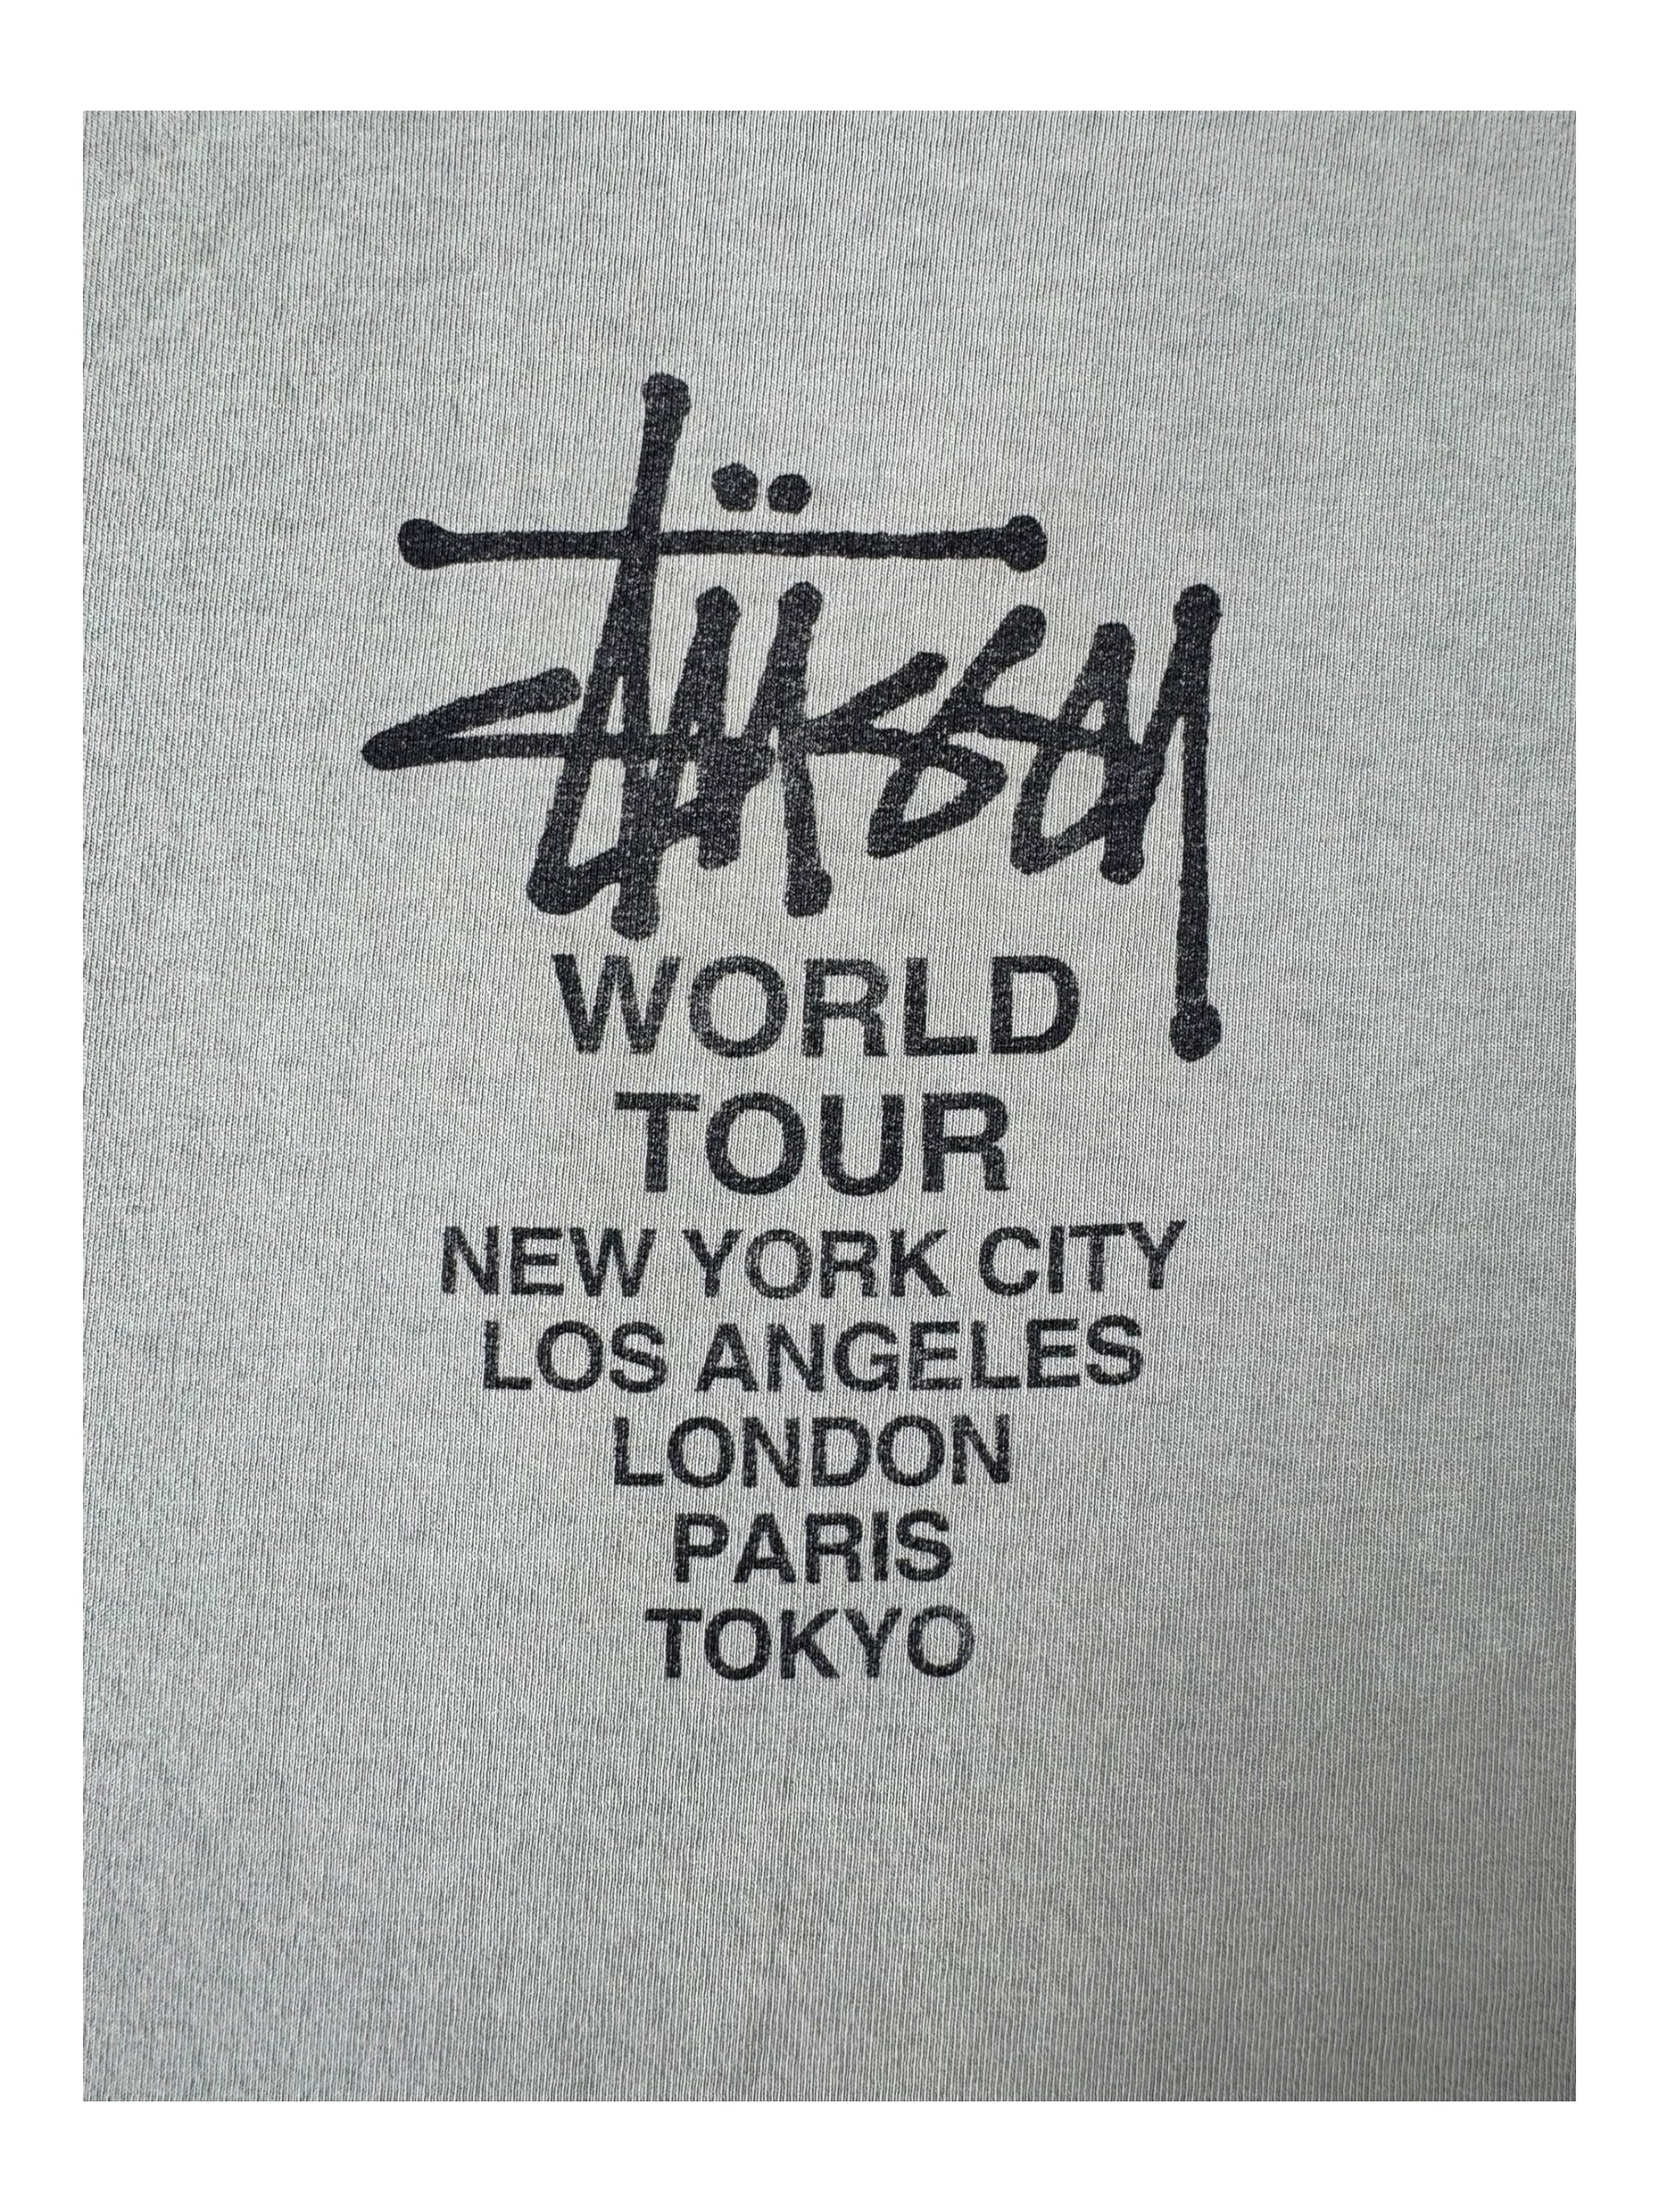 Stüssy
WORLD
TOUR
NEW YORK CITY
LOS ANGELES
LONDON
PARIS
TOKYO